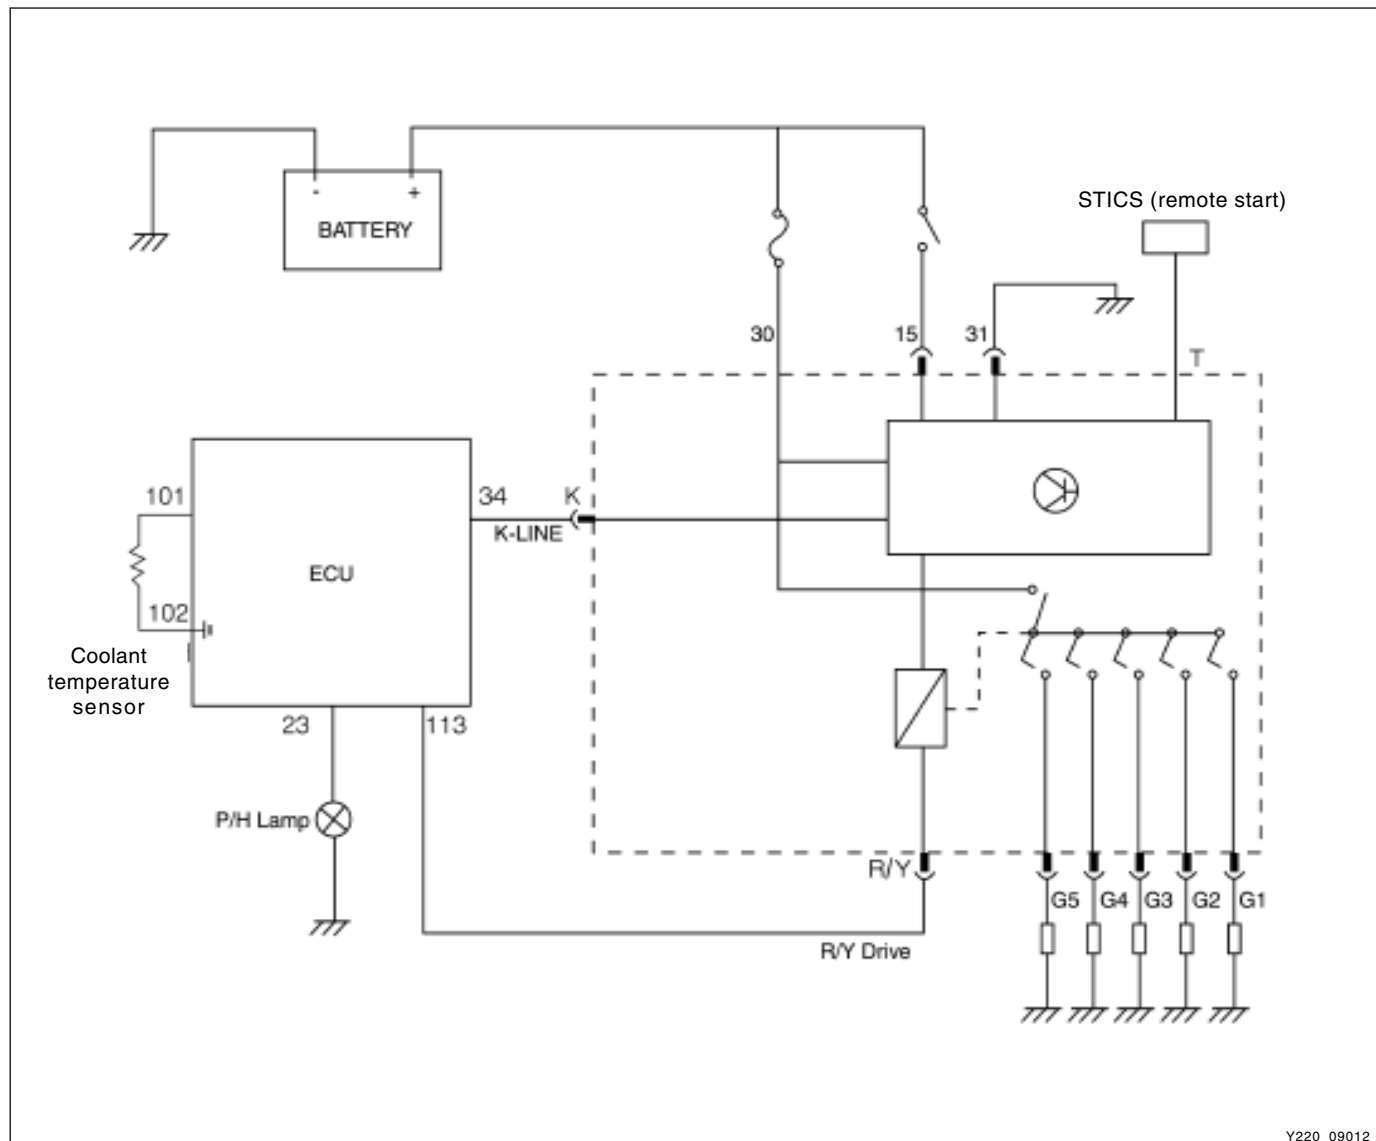 - +
BATTERY
STICS (remote start)
30
15
31
T
101
34
K
K-LINE
ECU
102
Coolant
temperature
sensor
23
113
P/H Lamp
R/Y
G5
G4
G3
G2
G1
R/Y Drive
Y220_09012